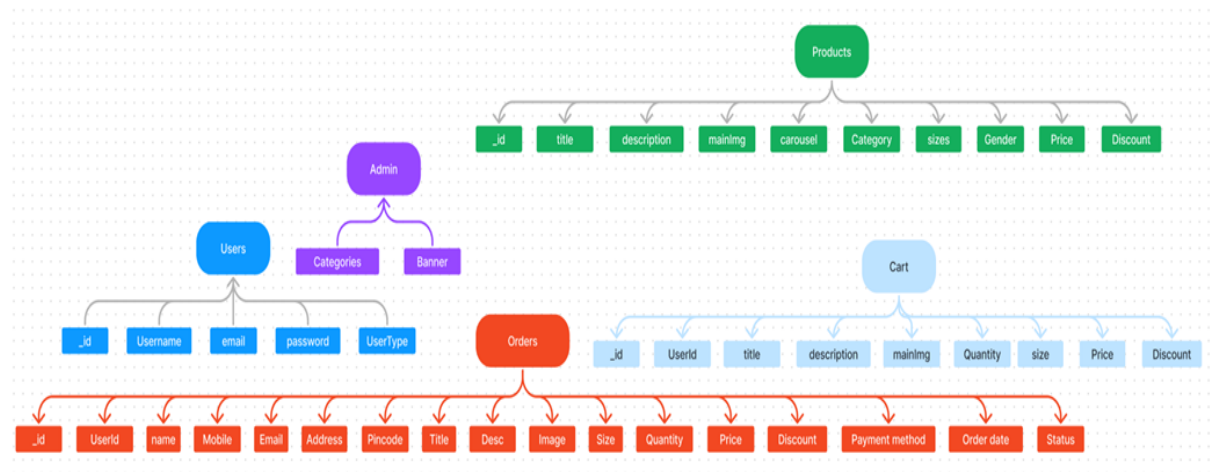 Products
_id title description mainImg carousel Category sizes Gender Price Discount
Admin
Categories Banner
Users
_id Username email password UserType
Cart
_id UserId title description mainImg Quantity size Price Discount
Orders
_id UserId name Mobile Email Address Pincode Title Desc Image Size Quantity Price Discount Payment method Order date Status